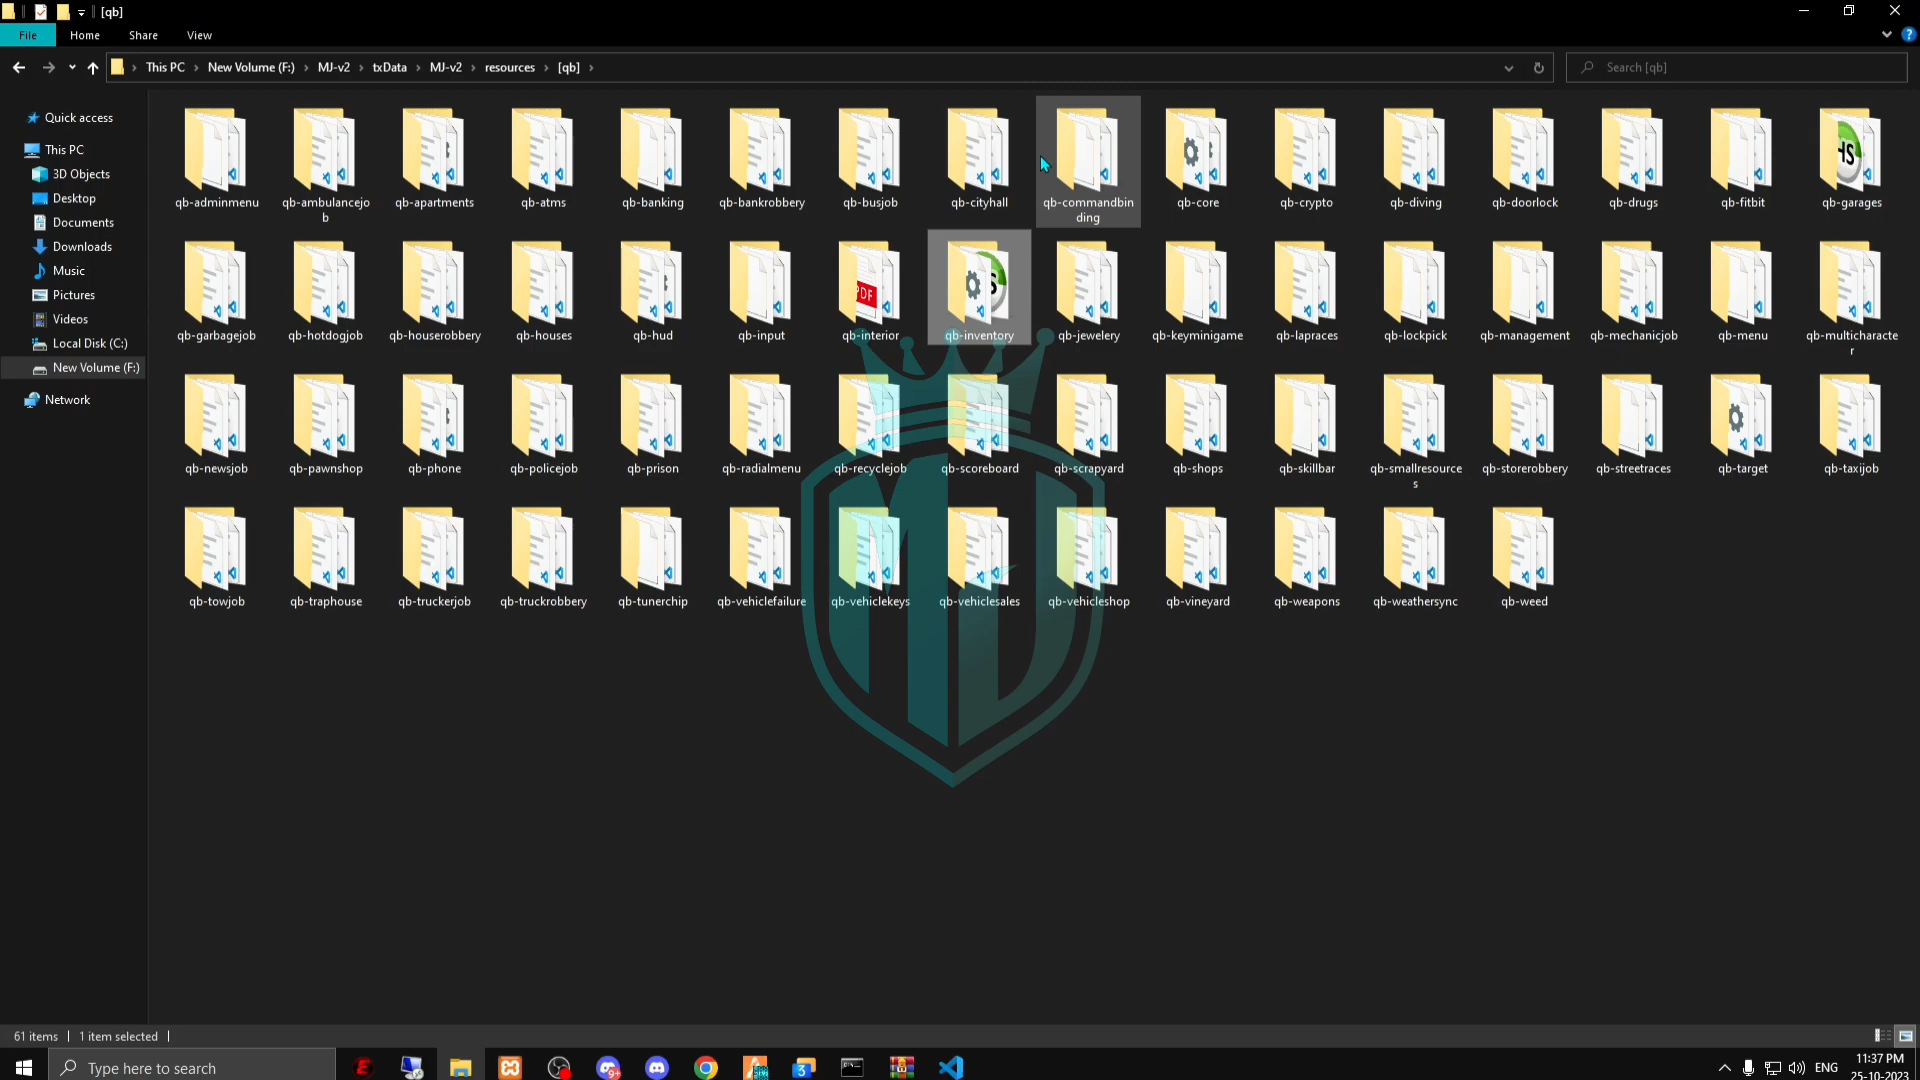 [qb]
File Home Share View
This PC New Volume (F:) MJ-v2 txData MJ-v2 resources [qb]
Search [qb]
Quick access
This PC
3D Objects
Desktop
Documents
Downloads
Music
Pictures
Videos
Local Disk (C:)
New Volume (F:)
Network
qb-adminmenu qb-ambulancejo qb-apartments qb-atms qb-banking qb-bankrobbery qb-busjob qb-cityhall qb-commandbin qb-core qb-crypto qb-diving qb-doorlock qb-drugs qb-fitbit qb-garages
b ding
qb-garbagejob qb-hotdogjob qb-houserobbery qb-houses qb-hud qb-input qb-interior qb-inventory qb-jewelery qb-keyminigame qb-lapraces qb-lockpick qb-management qb-mechanicjob qb-menu qb-multicharacte
r
qb-newsjob qb-pawnshop qb-phone qb-policejob qb-prison qb-radialmenu qb-recyclejob qb-scoreboard qb-scrapyard qb-shops qb-skillbar qb-smallresource qb-storerobbery qb-streetraces qb-target qb-taxijob
s
qb-towjob qb-traphouse qb-truckerjob qb-truckrobbery qb-tunerchip qb-vehiclefailure qb-vehiclekeys qb-vehiclesales qb-vehicleshop qb-vineyard qb-weapons qb-weathersync qb-weed
MJ
61 items 1 item selected
Type here to search
ENG
11:37 PM
25-10-2023